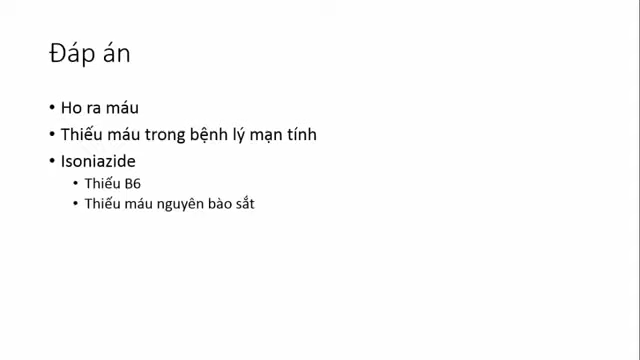 Đáp án
• Ho ra máu
• Thiếu máu trong bệnh lý mạn tính
• Isoniazide
• Thiếu B6
• Thiếu máu nguyên bào sắt